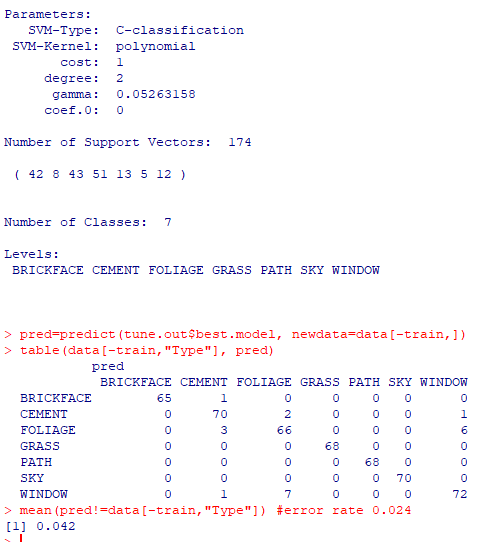 Parameters:
   SVM-Type:  C-classification
 SVM-Kernel:  polynomial
       cost:  1
     degree:  2
      gamma:  0.05263158
     coef.0:  0
Number of Support Vectors:  174
 ( 42 8 43 51 13 5 12 )
Number of Classes:  7
Levels:
 BRICKFACE CEMENT FOLIAGE GRASS PATH SKY WINDOW
> pred=predict(tune.out$best.model, newdata=data[-train,])
> table(data[-train,"Type"], pred)
           pred
            BRICKFACE CEMENT FOLIAGE GRASS PATH SKY WINDOW
  BRICKFACE        65      1       0     0    0   0      0
  CEMENT            0     70       2     0    0   0      1
  FOLIAGE           0      3      66     0    0   0      6
  GRASS             0      0       0    68    0   0      0
  PATH              0      0       0     0   68   0      0
  SKY               0      0       0     0    0  70      0
  WINDOW            0      1       7     0    0   0     72
> mean(pred!=data[-train,"Type"]) #error rate 0.024
[1] 0.042
>